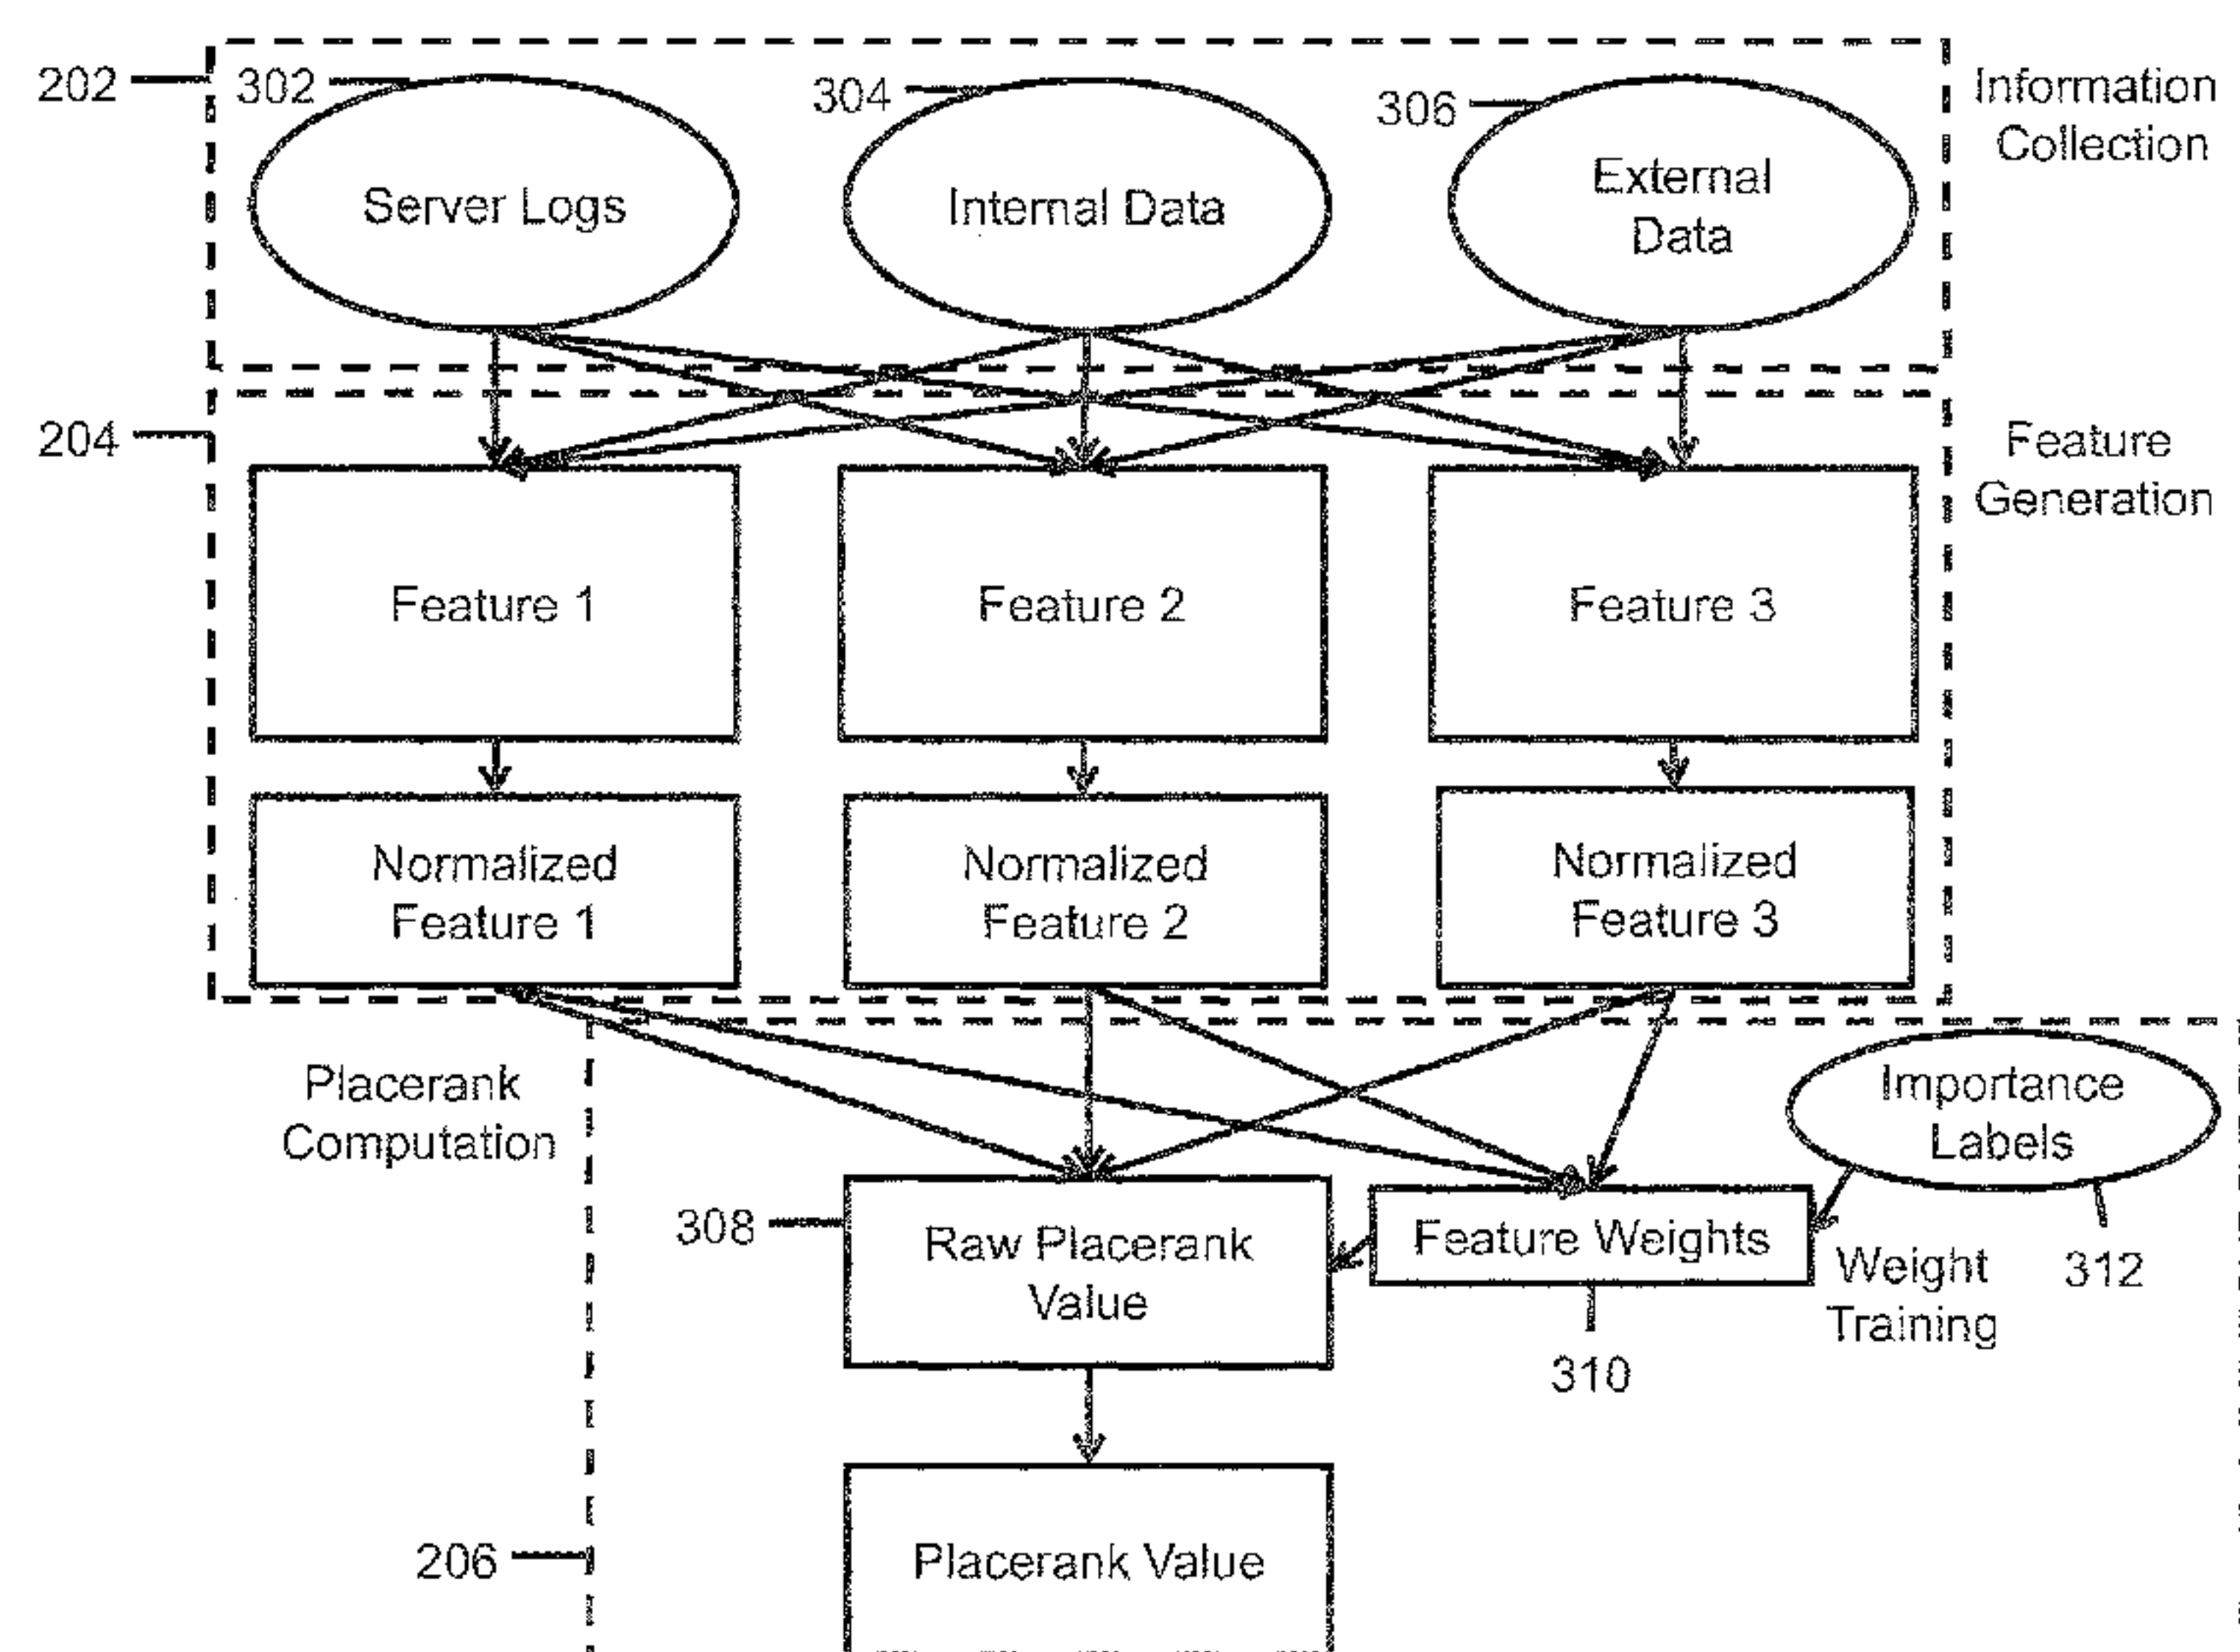 202
302
304
306
Information
Collection
Server Logs
Internal Data
External
Data
204
Feature
Generation
Feature 1
Feature 2
Feature 3
Normalized
Feature 1
Normalized
Feature 2
Normalized
Feature 3
Placerank
Computation
Importance
Labels
308
Raw Placerank
Value
Feature Weights
Weight
Training
312
310
206
Placerank Value